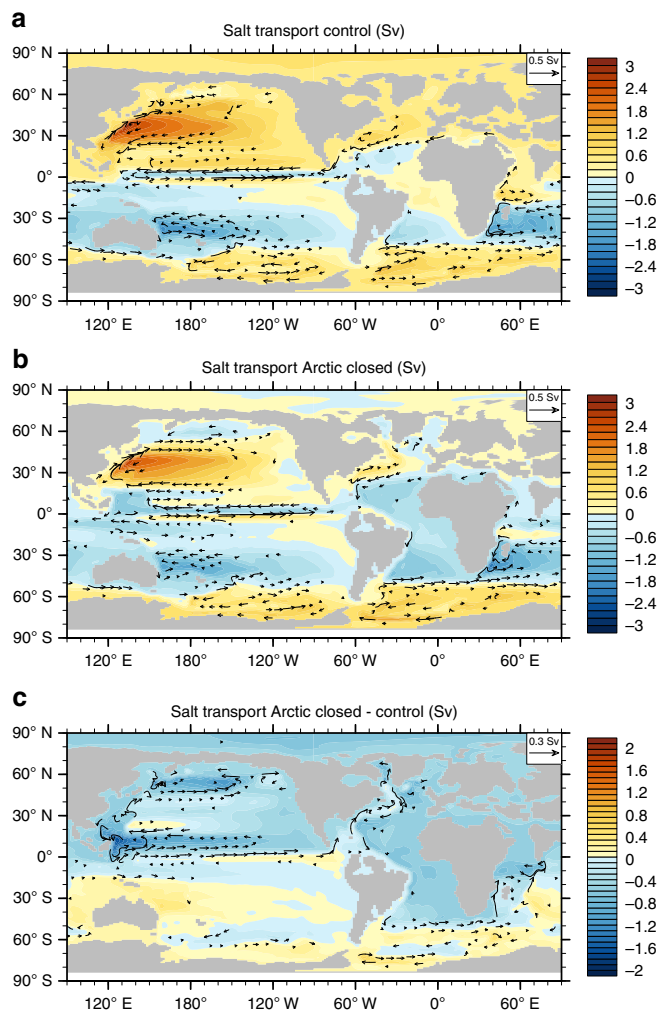 a
Salt transport control (Sv)
90° N
60° N
30° N
0°
30° S
60° S
90° S
0.5 Sv
120° E
180°
120° W
60° W
0°
60° E
3
2.4
1.8
1.2
0.6
0
−0.6
−1.2
−1.8
−2.4
−3
b
Salt transport Arctic closed (Sv)
90° N
60° N
30° N
0°
30° S
60° S
90° S
0.5 Sv
120° E
180°
120° W
60° W
0°
60° E
3
2.4
1.8
1.2
0.6
0
−0.6
−1.2
−1.8
−2.4
−3
c
Salt transport Arctic closed - control (Sv)
90° N
60° N
30° N
0°
30° S
60° S
90° S
0.3 Sv
120° E
180°
120° W
60° W
0°
60° E
2
1.6
1.2
0.8
0.4
0
−0.4
−0.8
−1.2
−1.6
−2